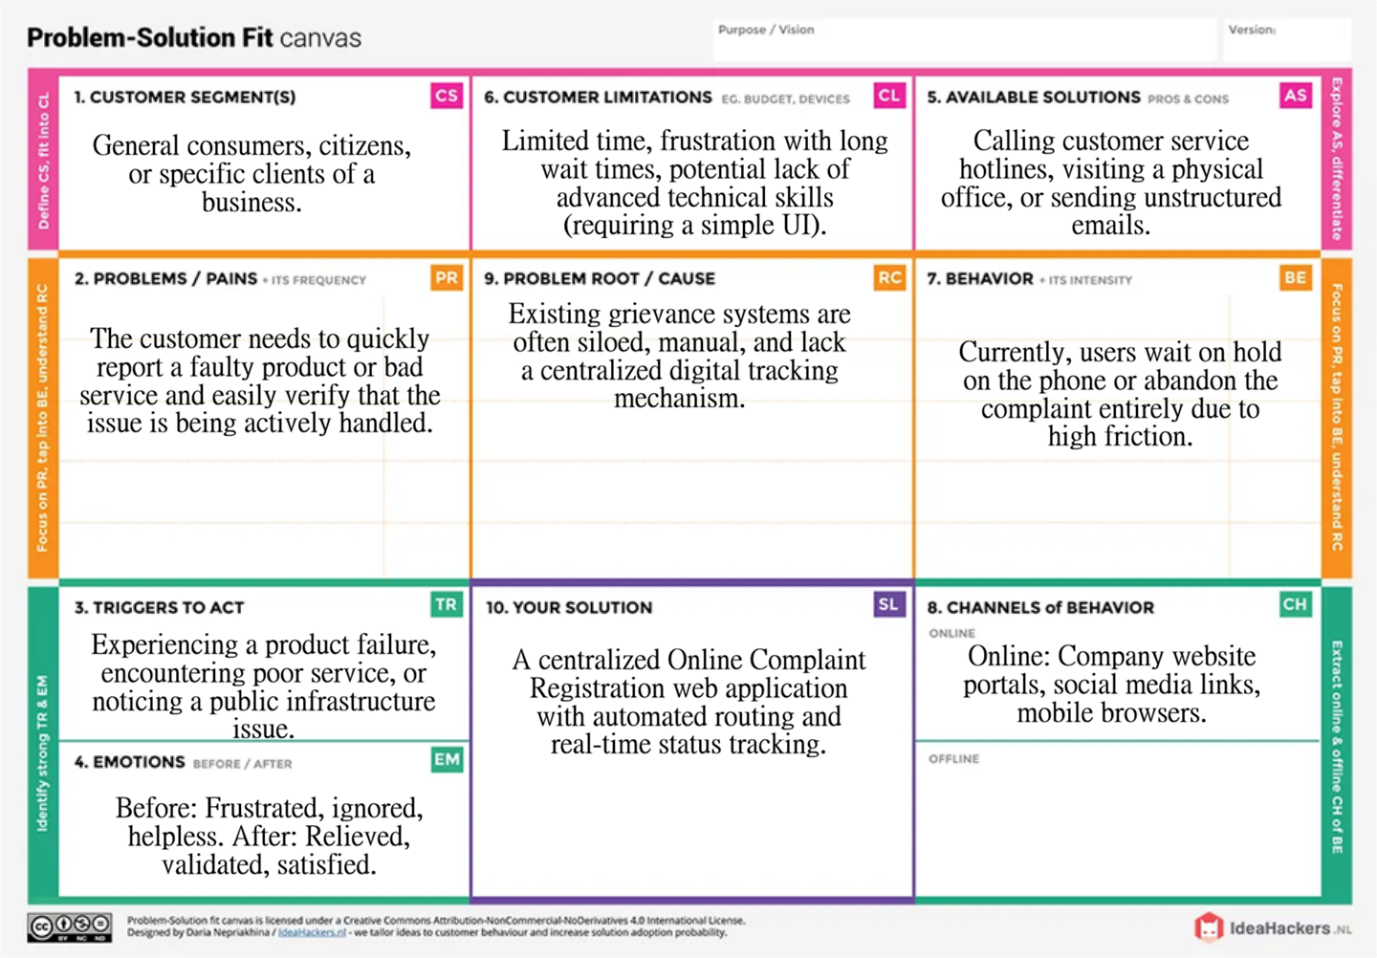 Problem-Solution Fit canvas
Purpose / Vision
Version:
Define CS, fit into CL
1. CUSTOMER SEGMENT(S)
CS
General consumers, citizens,
or specific clients of a
business.
6. CUSTOMER LIMITATIONS EG. BUDGET, DEVICES
CL
Limited time, frustration with long
wait times, potential lack of
advanced technical skills
(requiring a simple UI).
5. AVAILABLE SOLUTIONS PROS & CONS
AS
Calling customer service
hotlines, visiting a physical
office, or sending unstructured
emails.
Explore AS, differentiate
Focus on PR, tap into BE, understand RC
2. PROBLEMS / PAINS + ITS FREQUENCY
PR
The customer needs to quickly
report a faulty product or bad
service and easily verify that the
issue is being actively handled.
9. PROBLEM ROOT / CAUSE
RC
Existing grievance systems are
often siloed, manual, and lack
a centralized digital tracking
mechanism.
7. BEHAVIOR + ITS INTENSITY
BE
Currently, users wait on hold
on the phone or abandon the
complaint entirely due to
high friction.
Focus on PR, tap into BE, understand RC
Identify strong TR & EM
3. TRIGGERS TO ACT
TR
Experiencing a product failure,
encountering poor service, or
noticing a public infrastructure
issue.
4. EMOTIONS BEFORE / AFTER
EM
Before: Frustrated, ignored,
helpless. After: Relieved,
validated, satisfied.
10. YOUR SOLUTION
SL
A centralized Online Complaint
Registration web application
with automated routing and
real-time status tracking.
8. CHANNELS of BEHAVIOR
CH
ONLINE
Online: Company website
portals, social media links,
mobile browsers.
OFFLINE
Extract online & offline CH of BE
cc
BY NC ND
Problem-Solution fit canvas is licensed under a Creative Commons Attribution-NonCommercial-NoDerivatives 4.0 International License.
Designed by Daria Nepriakhina / IdeaHackers.nl - we tailor ideas to customer behaviour and increase solution adoption probability.
IdeaHackers.NL